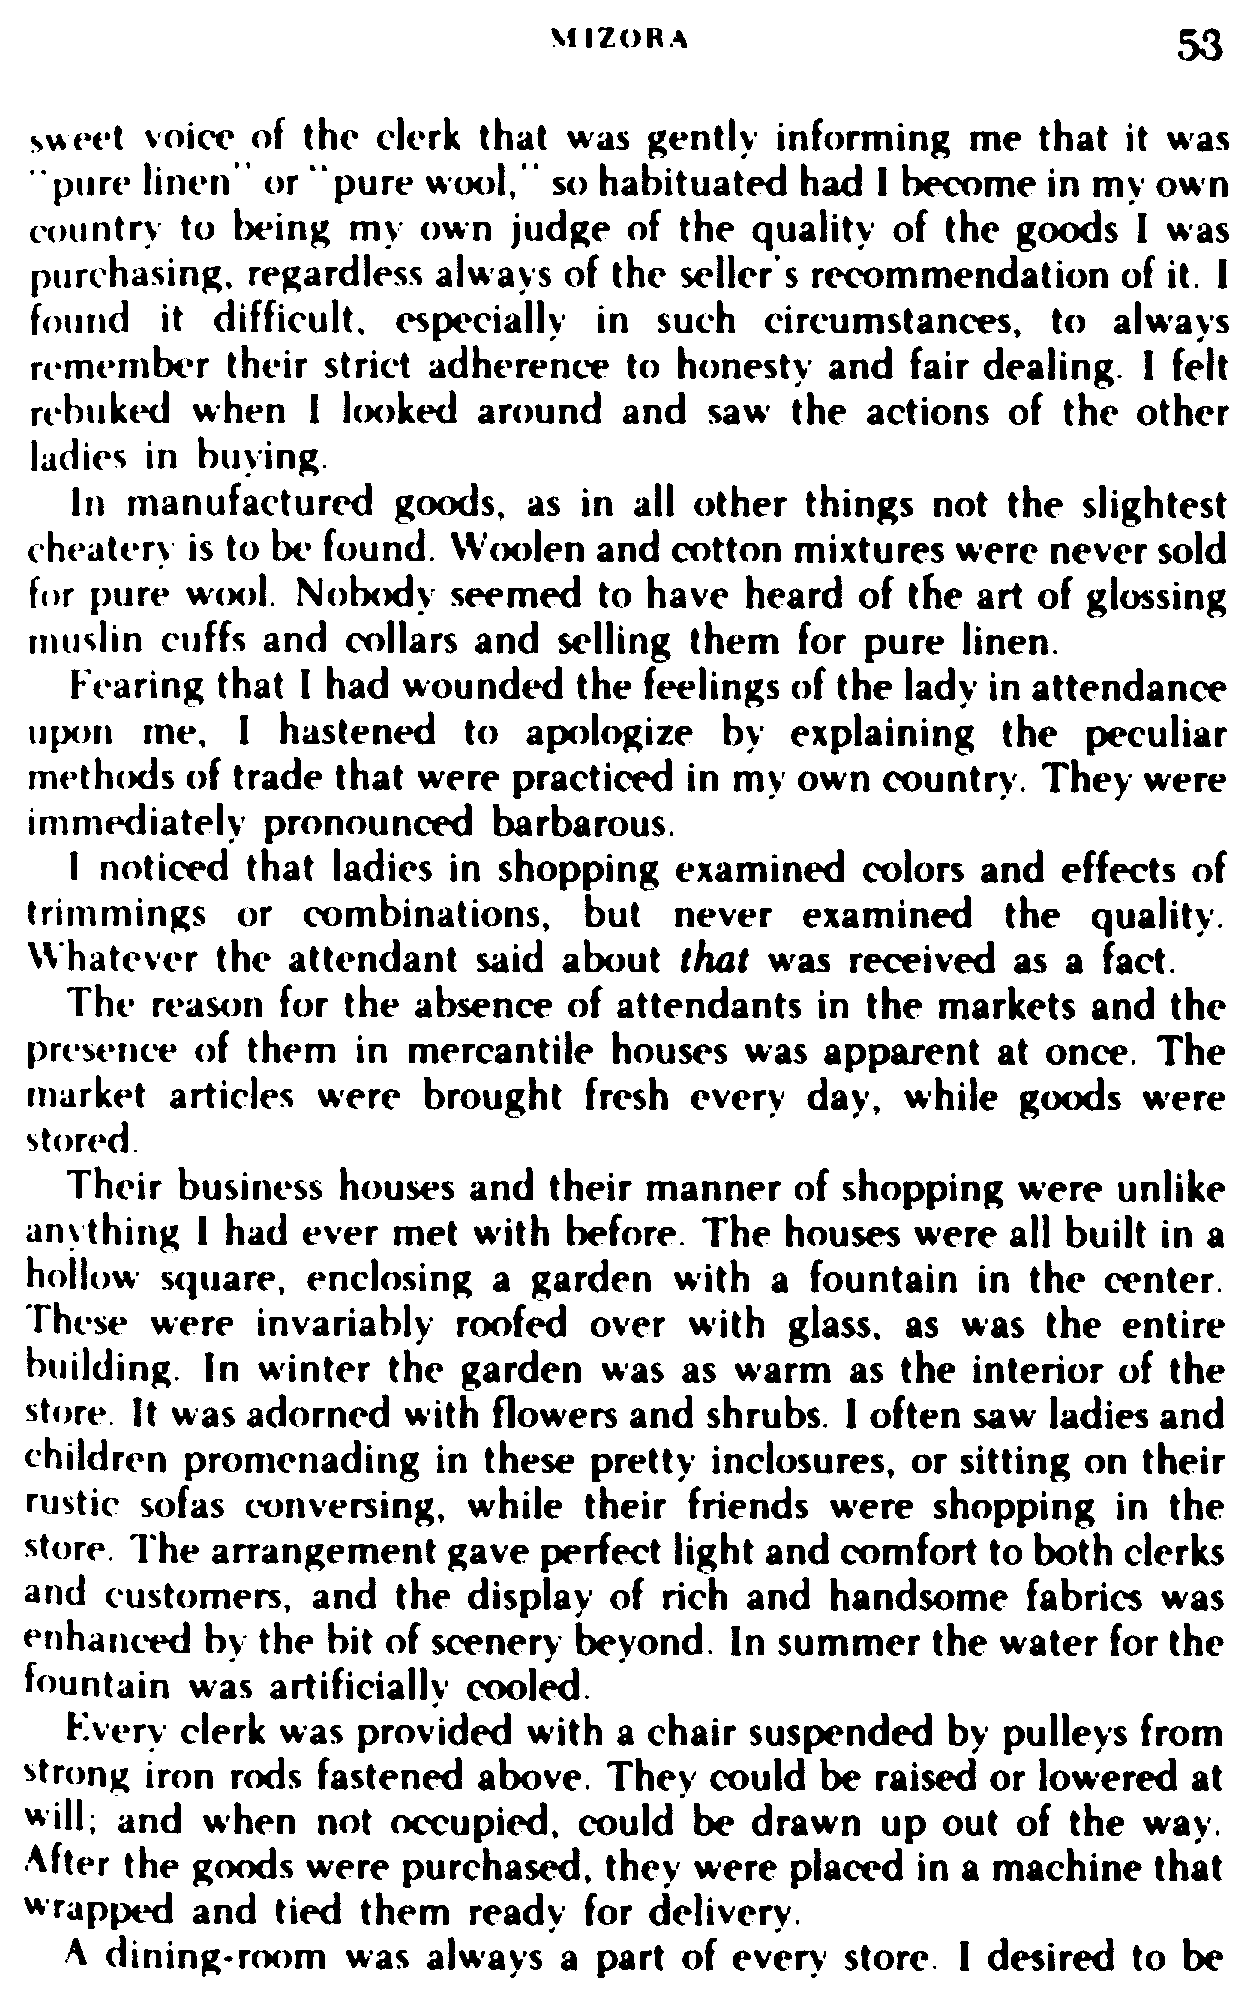 MIZORA 53
sweet voice of the clerk that was gently informing me that it was
"pure linen" or "pure wool," so habituated had I become in my own
country to being my own judge of the quality of the goods I was
purchasing, regardless always of the seller's recommendation of it. I
found it difficult, especially in such circumstances, to always
remember their strict adherence to honesty and fair dealing. I felt
rebuked when I looked around and saw the actions of the other
ladies in buying.
In manufactured goods, as in all other things not the slightest
cheatery is to be found. Woolen and cotton mixtures were never sold
for pure wool. Nobody seemed to have heard of the art of glossing
muslin cuffs and collars and selling them for pure linen.
Fearing that I had wounded the feelings of the lady in attendance
upon me, I hastened to apologize by explaining the peculiar
methods of trade that were practiced in my own country. They were
immediately pronounced barbarous.
I noticed that ladies in shopping examined colors and effects of
trimmings or combinations, but never examined the quality.
Whatever the attendant said about that was received as a fact.
The reason for the absence of attendants in the markets and the
presence of them in mercantile houses was apparent at once. The
market articles were brought fresh every day, while goods were
stored.
Their business houses and their manner of shopping were unlike
anything I had ever met with before. The houses were all built in a
hollow square, enclosing a garden with a fountain in the center.
These were invariably roofed over with glass, as was the entire
building. In winter the garden was as warm as the interior of the
store. It was adorned with flowers and shrubs. I often saw ladies and
children promenading in these pretty inclosures, or sitting on their
rustic sofas conversing, while their friends were shopping in the
store. The arrangement gave perfect light and comfort to both clerks
and customers, and the display of rich and handsome fabrics was
enhanced by the bit of scenery beyond. In summer the water for the
fountain was artificially cooled.
Every clerk was provided with a chair suspended by pulleys from
strong iron rods fastened above. They could be raised or lowered at
will; and when not occupied, could be drawn up out of the way.
After the goods were purchased, they were placed in a machine that
wrapped and tied them ready for delivery.
A dining-room was always a part of every store. I desired to be